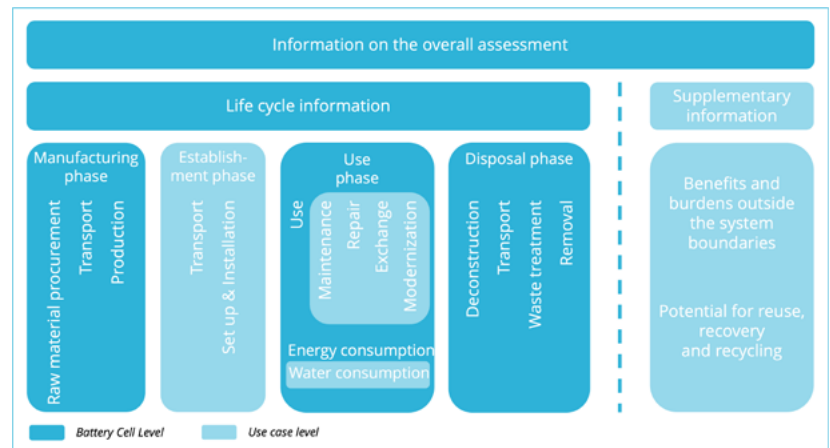 Information on the overall assessment
Life cycle information
Supplementary
information
Manufacturing
phase
Raw material procurement
Transport
Production
Establish-
ment phase
Transport
Set up & Installation
Use
phase
Use
Maintenance
Repair
Exchange
Modernization
Energy consumption
Water consumption
Disposal phase
Deconstruction
Transport
Waste treatment
Removal
Benefits and
burdens outside
the system
boundaries
Potential for reuse,
recovery
and recycling
Battery Cell Level
Use case level